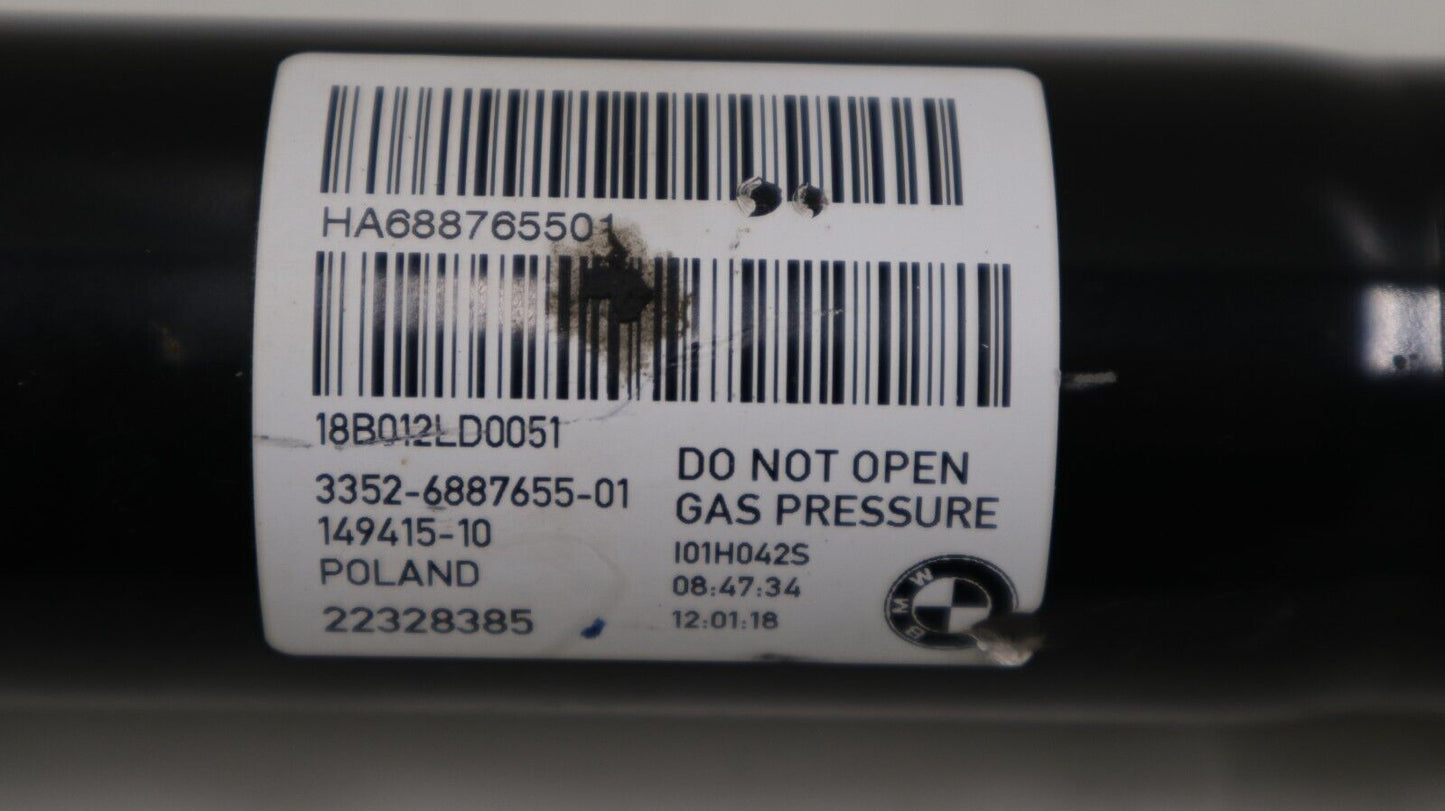 HA688765501
18B012LD0051
3352-6887655-01
149415-10
POLAND
22328385
DO NOT OPEN
GAS PRESSURE
I01H042S
08:47:34
12:01:18
BMW